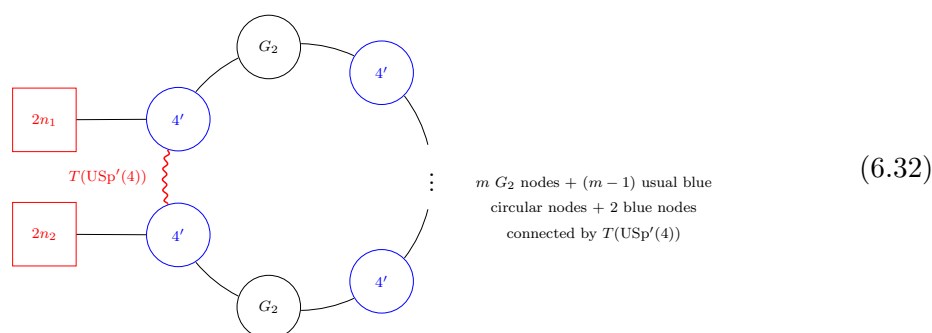 G₂
4′
2n₁
4′
(6.32)
T(USp′(4))
⋮
m G₂ nodes + (m − 1) usual blue
circular nodes + 2 blue nodes
connected by T(USp′(4))
2n₂
4′
4′
G₂